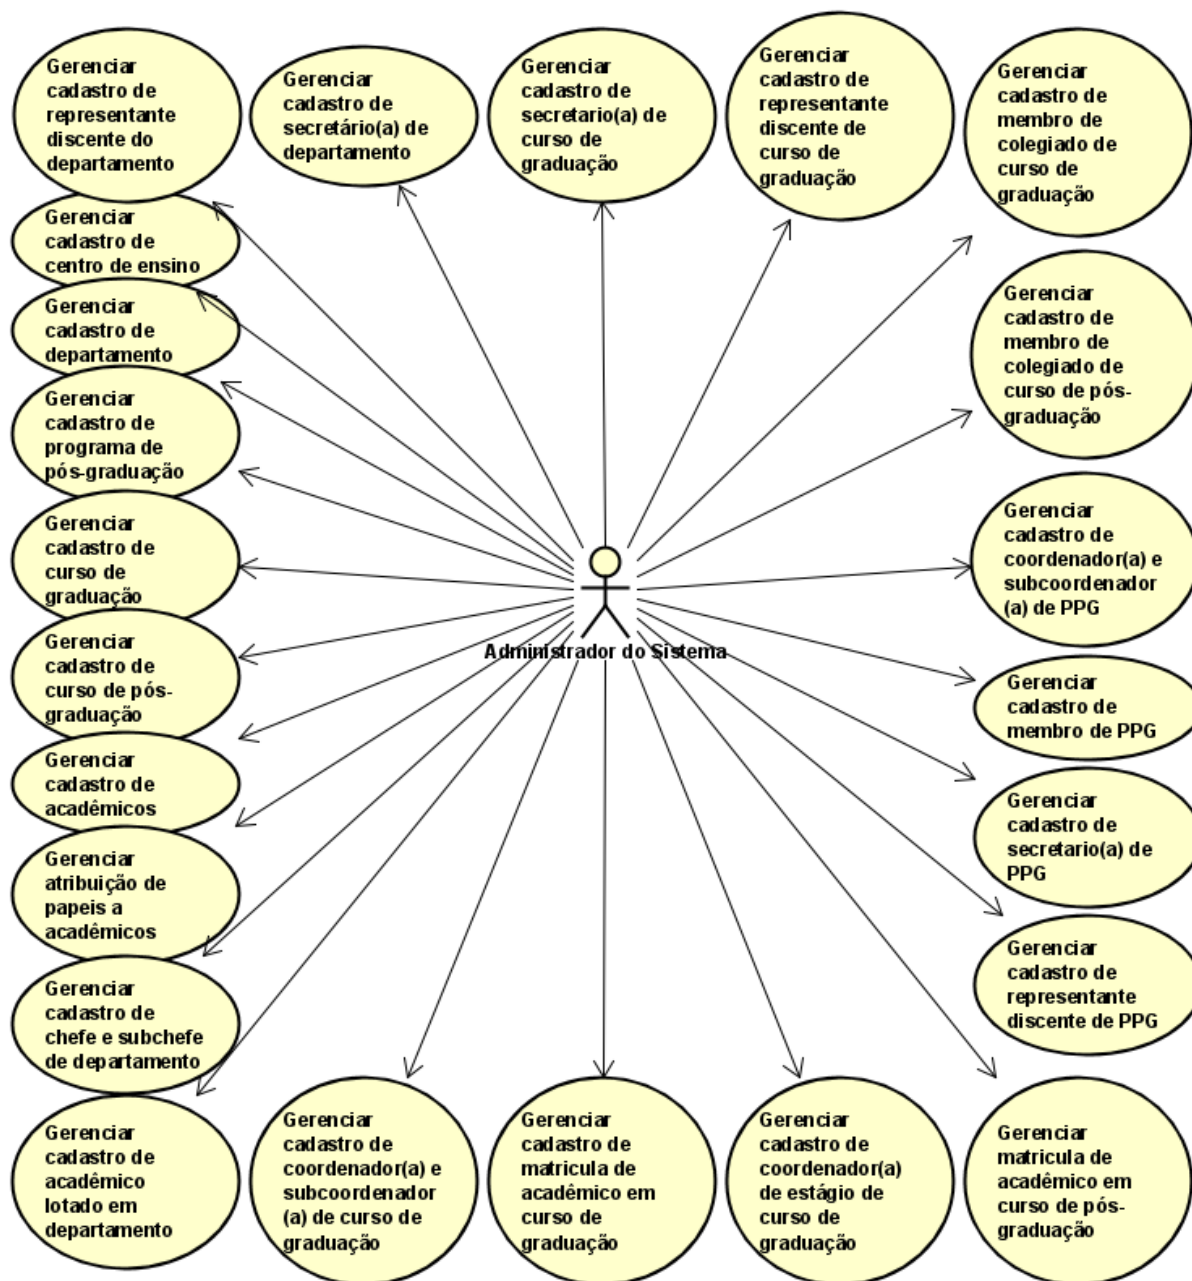 Gerenciar
cadastro de
representante
discente do
departamento
Gerenciar
cadastro de
secretário(a) de
departamento
Gerenciar
cadastro de
secretario(a) de
curso de
graduação
Gerenciar
cadastro de
representante
discente de
curso de
graduação
Gerenciar
cadastro de
membro de
colegiado de
curso de
graduação
Gerenciar
cadastro de
centro de ensino
Gerenciar
cadastro de
departamento
Gerenciar
cadastro de
programa de
pós-graduação
Gerenciar
cadastro de
curso de
graduação
Gerenciar
cadastro de
curso de pós-
graduação
Gerenciar
cadastro de
acadêmicos
Gerenciar
atribuição de
papeis a
acadêmicos
Gerenciar
cadastro de
chefe e subchefe
de departamento
Administrador do Sistema
Gerenciar
cadastro de
membro de
colegiado de
curso de pós-
graduação
Gerenciar
cadastro de
coordenador(a) e
subcoordenador
(a) de PPG
Gerenciar
cadastro de
membro de PPG
Gerenciar
cadastro de
secretario(a) de
PPG
Gerenciar
cadastro de
representante
discente de PPG
Gerenciar
cadastro de
acadêmico
lotado em
departamento
Gerenciar
cadastro de
coordenador(a) e
subcoordenador
(a) de curso de
graduação
Gerenciar
cadastro de
matricula de
acadêmico em
curso de
graduação
Gerenciar
cadastro de
coordenador(a)
de estágio de
curso de
graduação
Gerenciar
matricula de
acadêmico em
curso de pós-
graduação